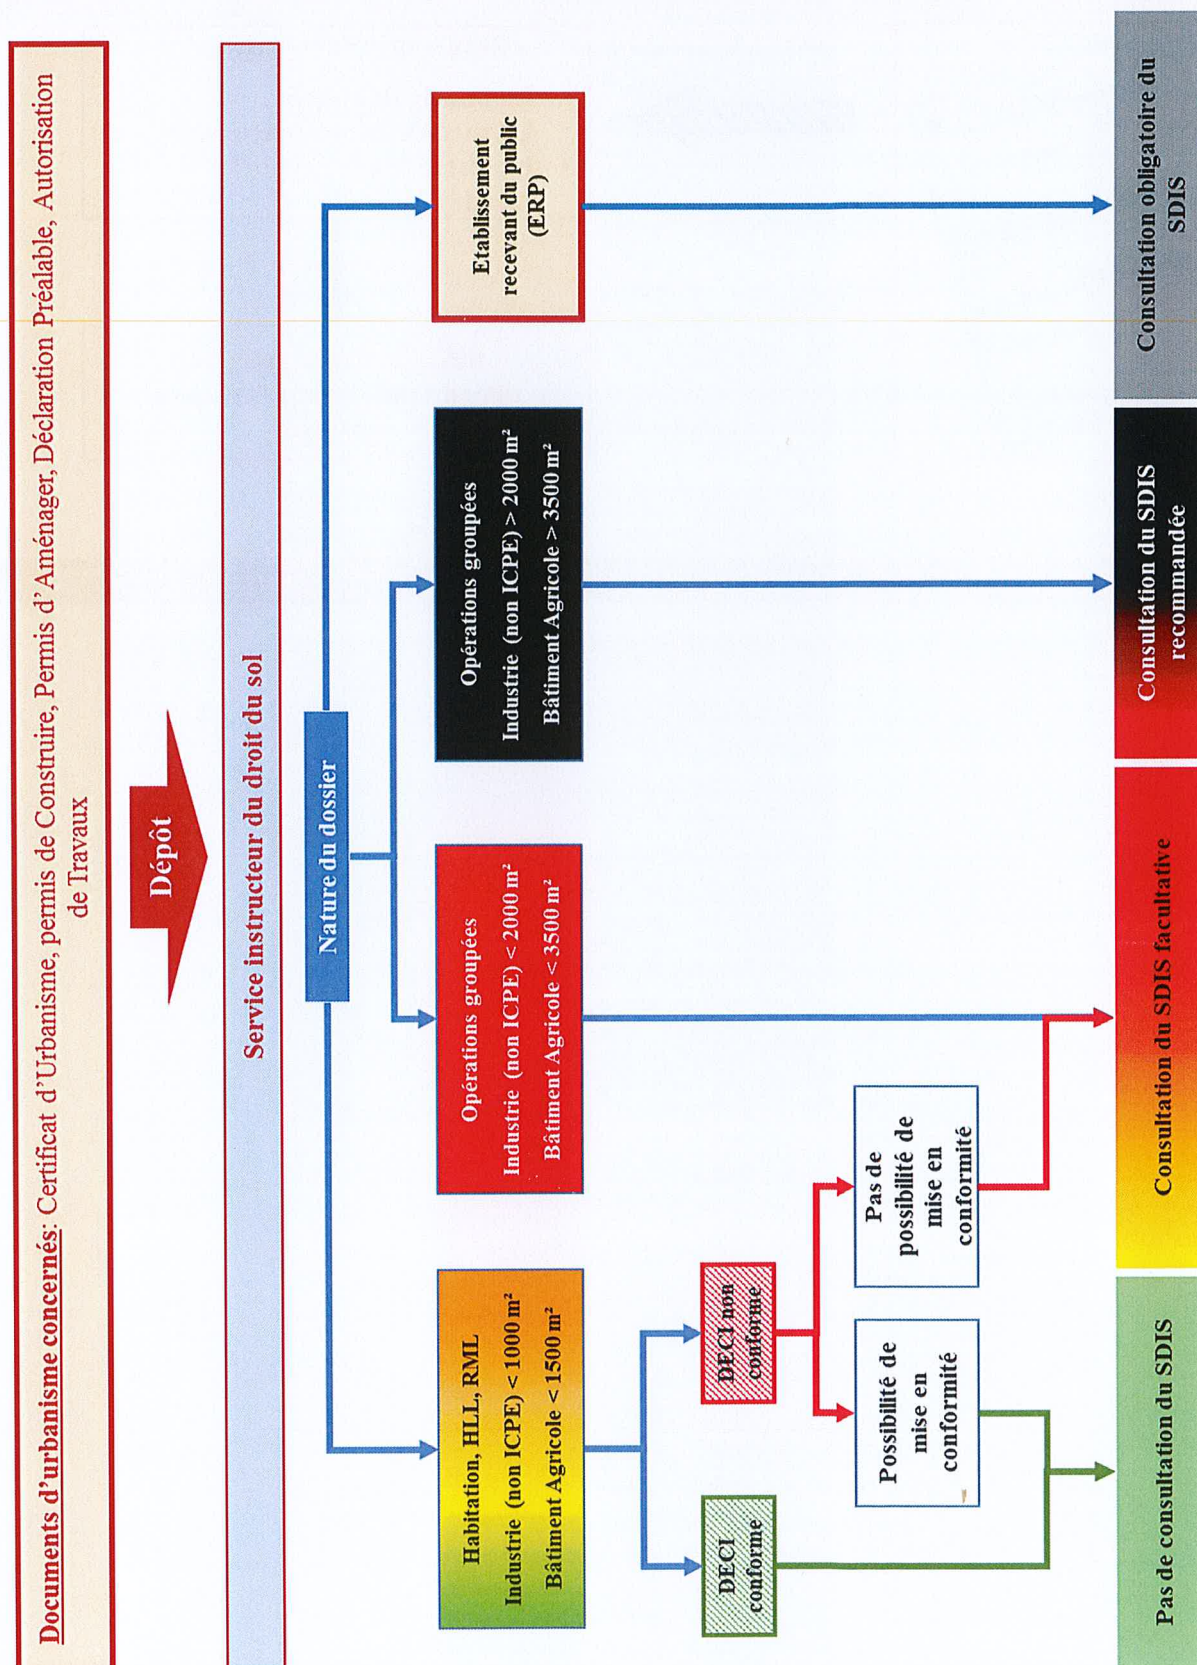 Documents d'urbanisme concernés: Certificat d'Urbanisme, permis de Construire, Permis d'Aménager, Déclaration Préalable, Autorisation
de Travaux
Dépôt
Service instructeur du droit du sol
Nature du dossier
Habitation, HLL, RML
Industrie (non ICPE) < 1000 m²
Bâtiment Agricole < 1500 m²
Opérations groupées
Industrie (non ICPE) < 2000 m²
Bâtiment Agricole < 3500 m²
Opérations groupées
Industrie (non ICPE) > 2000 m²
Bâtiment Agricole > 3500 m²
Etablissement
recevant du public
(ERP)
DECI
conforme
DECI non
conforme
Possibilité de
mise en
conformité
Pas de
possibilité de
mise en
conformité
Pas de consultation du SDIS
Consultation du SDIS facultative
Consultation du SDIS
recommandée
Consultation obligatoire du
SDIS